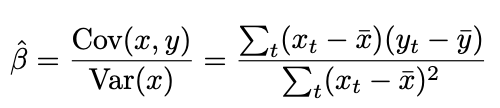 β̂ = Cov(x, y) / Var(x) = ∑ₜ(xₜ − x̄)(yₜ − ȳ) / ∑ₜ(xₜ − x̄)²